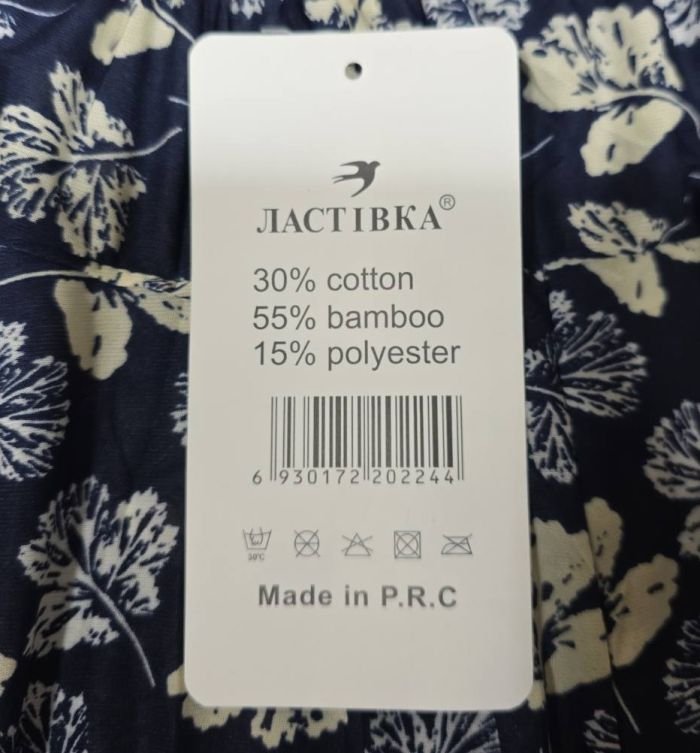 ЛАСТІВКА®
30% cotton
55% bamboo
15% polyester
6 930172 202244
30°C
Made in P.R.C